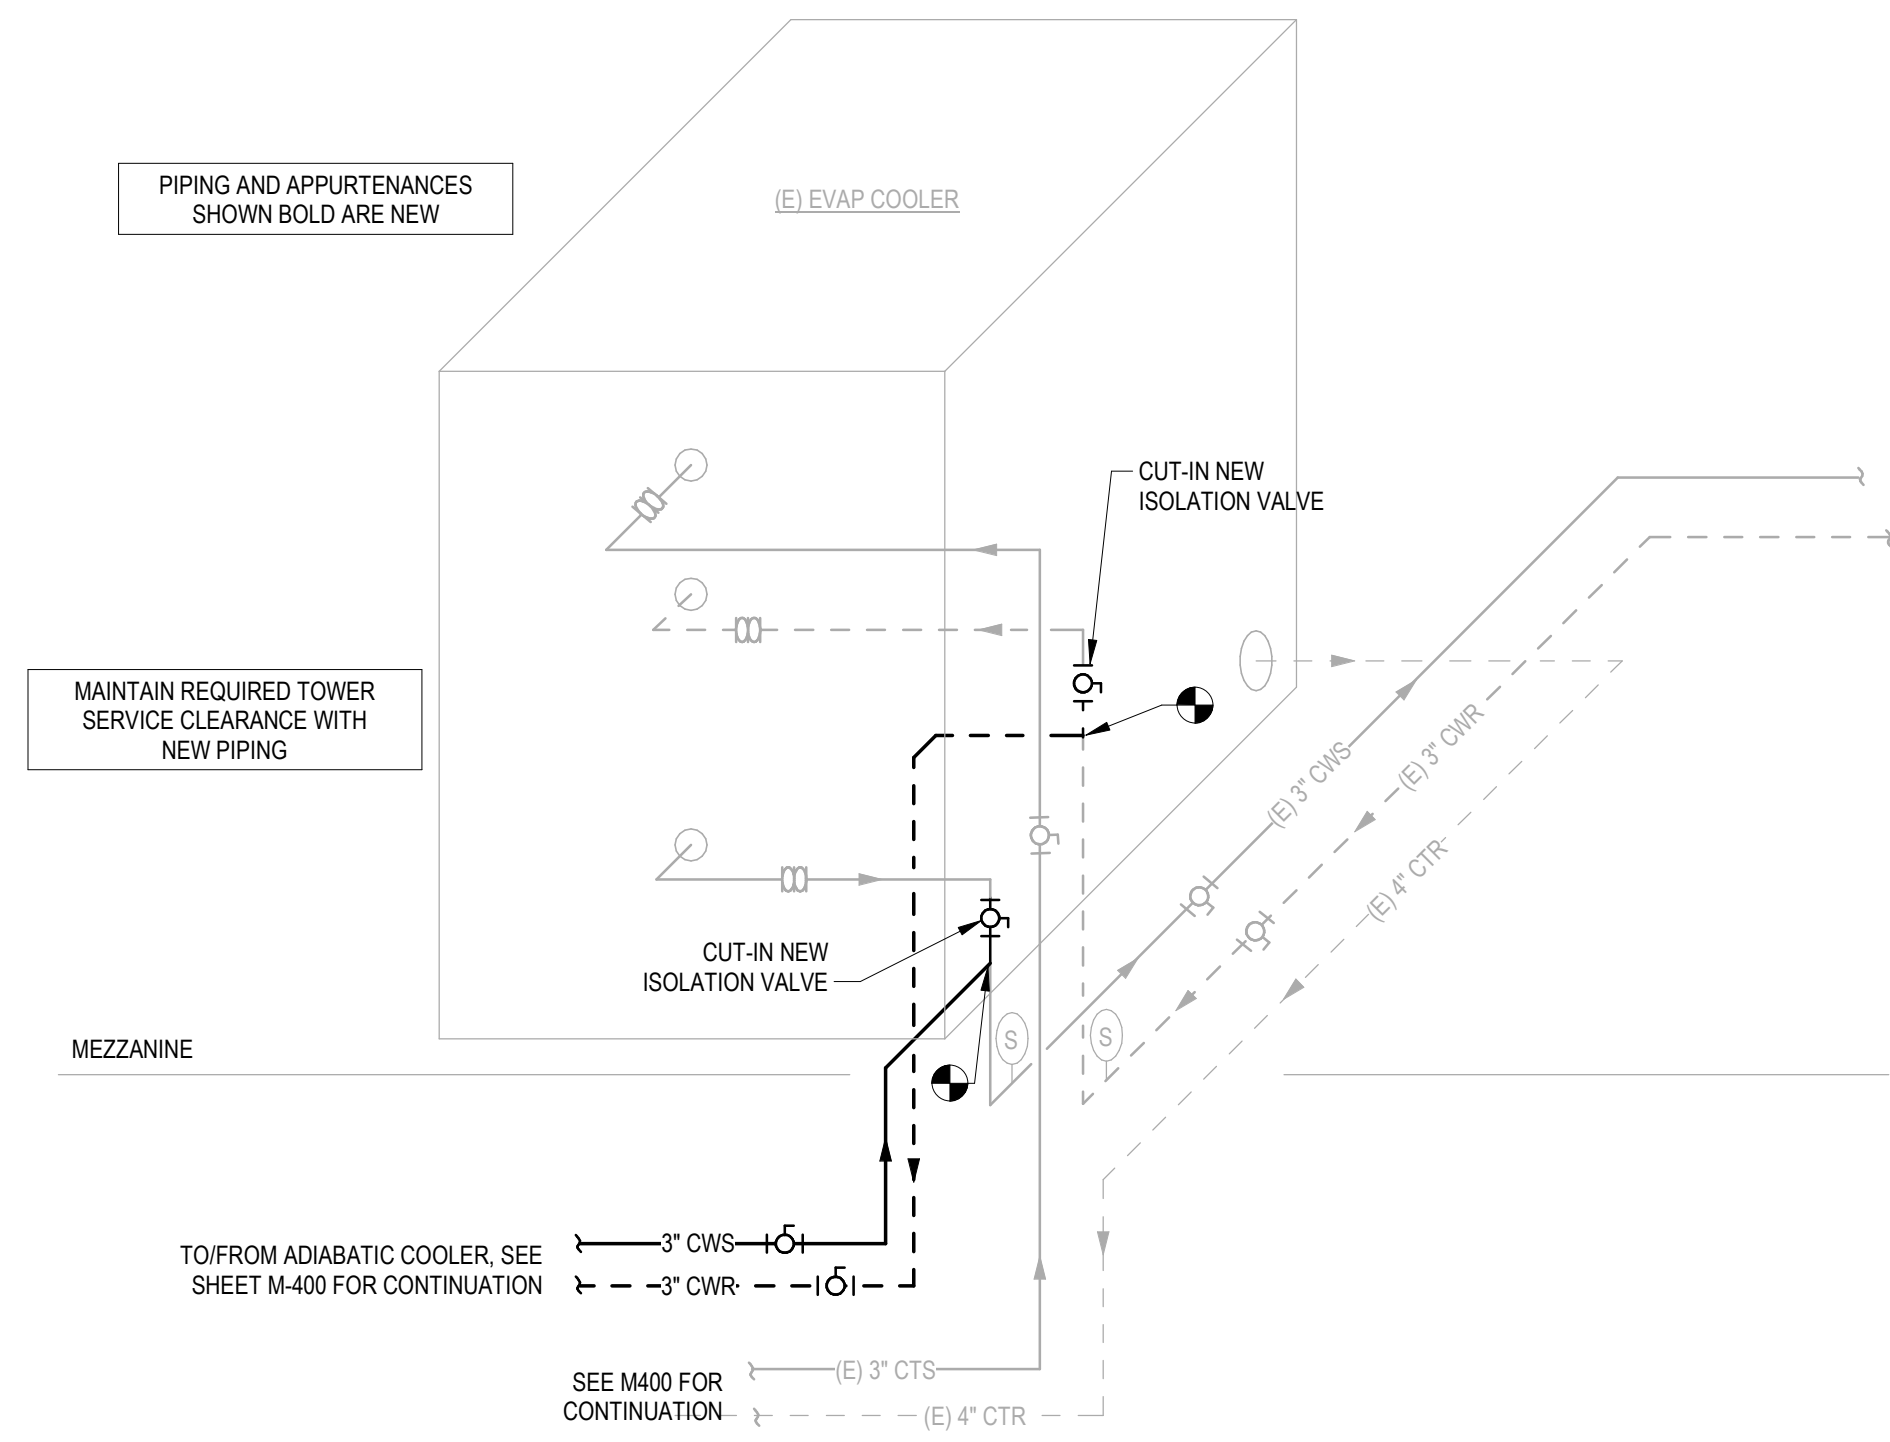 PIPING AND APPURTENANCES
SHOWN BOLD ARE NEW
(E) EVAP COOLER
CUT-IN NEW
ISOLATION VALVE
MAINTAIN REQUIRED TOWER
SERVICE CLEARANCE WITH
NEW PIPING
(E) 3" CWS
(E) 3" CWR
(E) 4" CTR
CUT-IN NEW
ISOLATION VALVE
S
S
MEZZANINE
TO/FROM ADIABATIC COOLER, SEE
SHEET M-400 FOR CONTINUATION
3" CWS
3" CWR
SEE M400 FOR
CONTINUATION
(E) 3" CTS
(E) 4" CTR